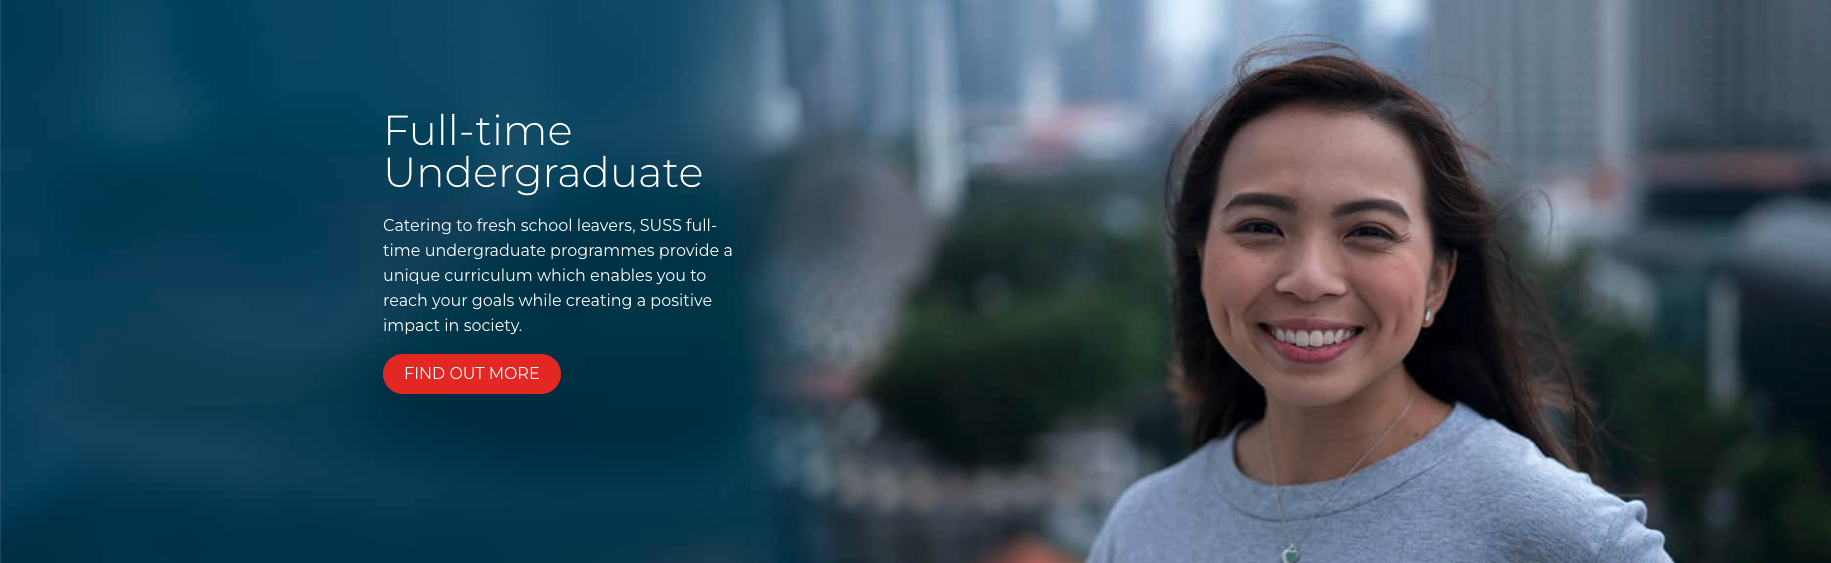 Full-time
Undergraduate
Catering to fresh school leavers, SUSS full-
time undergraduate programmes provide a
unique curriculum which enables you to
reach your goals while creating a positive
impact in society.
FIND OUT MORE